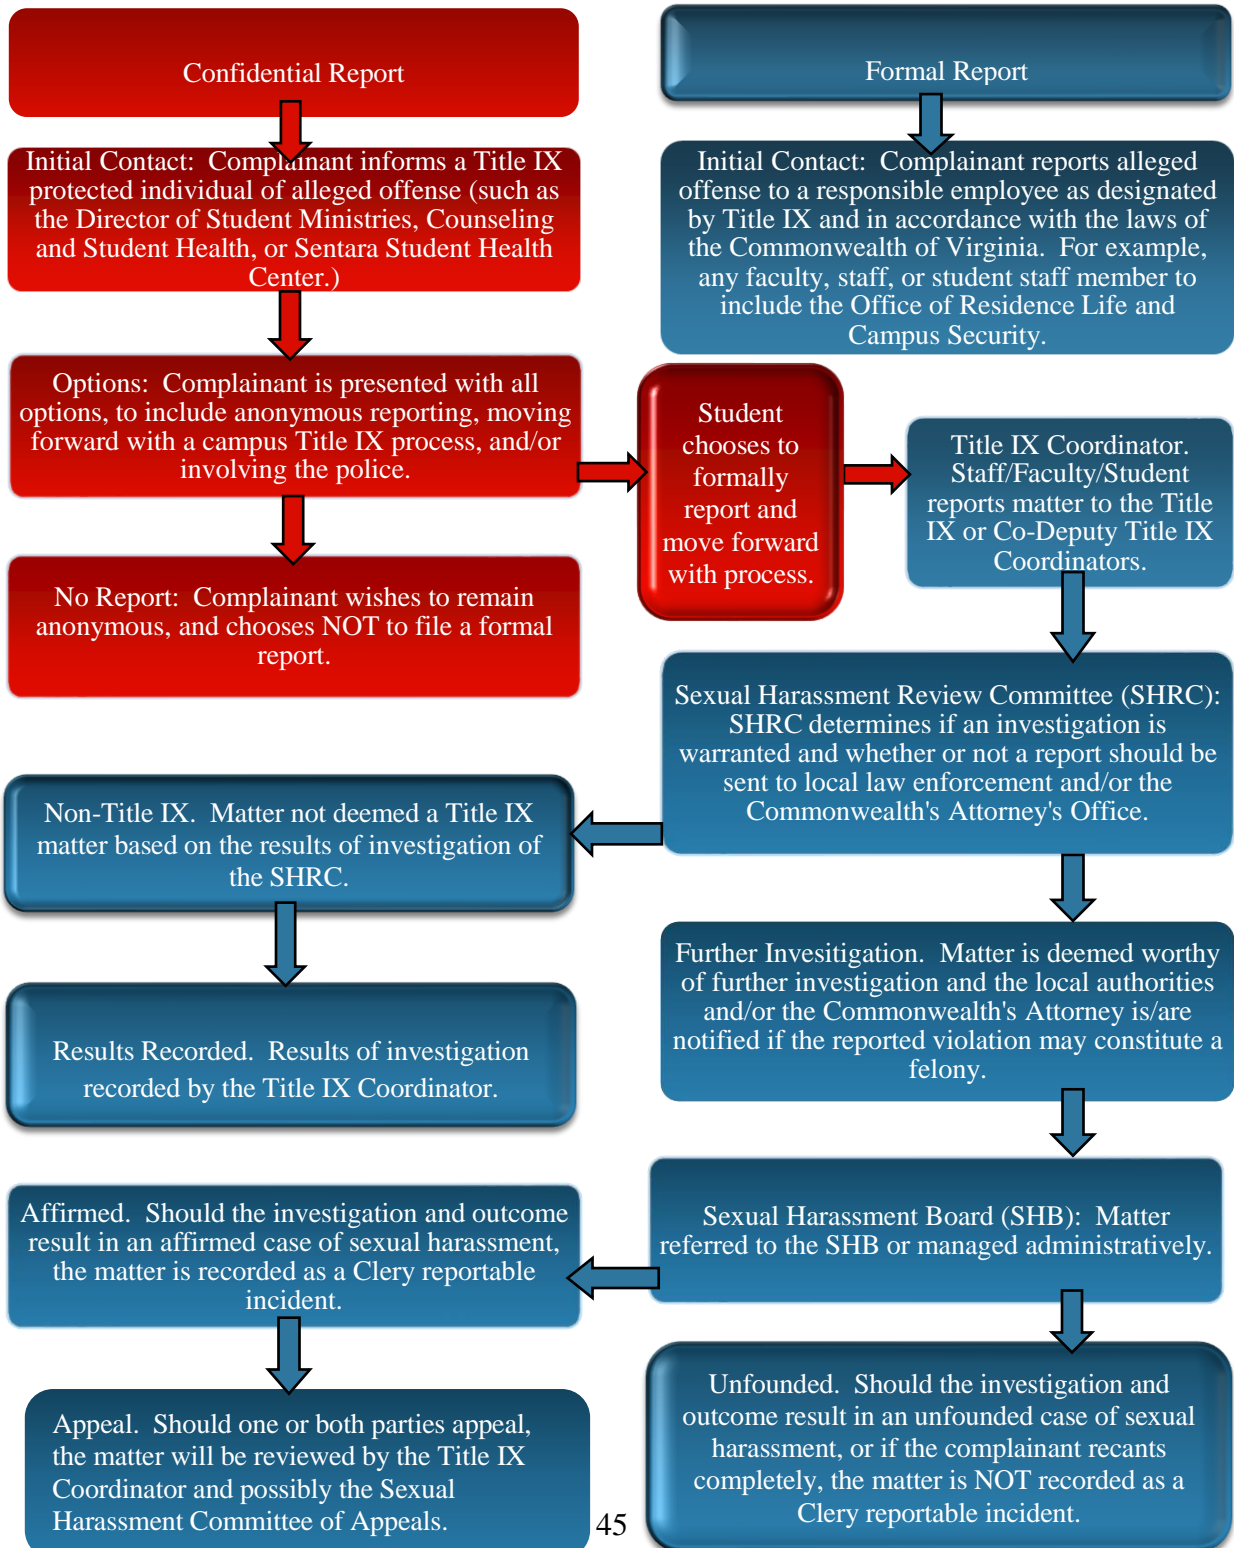 Confidential Report
Formal Report
Initial Contact:  Complainant informs a Title IX
protected individual of alleged offense (such as
the Director of Student Ministries, Counseling
and Student Health, or Sentara Student Health
Center.)
Initial Contact:  Complainant reports alleged
offense to a responsible employee as designated
by Title IX and in accordance with the laws of
the Commonwealth of Virginia.  For example,
any faculty, staff, or student staff member to
include the Office of Residence Life and
Campus Security.
Options:  Complainant is presented with all
options, to include anonymous reporting, moving
forward with a campus Title IX process, and/or
involving the police.
Student
chooses to
formally
report and
move forward
with process.
Title IX Coordinator.
Staff/Faculty/Student
reports matter to the Title
IX or Co-Deputy Title IX
Coordinators.
No Report:  Complainant wishes to remain
anonymous, and chooses NOT to file a formal
report.
Sexual Harassment Review Committee (SHRC):
SHRC determines if an investigation is
warranted and whether or not a report should be
sent to local law enforcement and/or the
Commonwealth's Attorney's Office.
Non-Title IX.  Matter not deemed a Title IX
matter based on the results of investigation of
the SHRC.
Further Invesitigation.  Matter is deemed worthy
of further investigation and the local authorities
and/or the Commonwealth's Attorney is/are
notified if the reported violation may constitute a
felony.
Results Recorded.  Results of investigation
recorded by the Title IX Coordinator.
Sexual Harassment Board (SHB):  Matter
referred to the SHB or managed administratively.
Affirmed.  Should the investigation and outcome
result in an affirmed case of sexual harassment,
the matter is recorded as a Clery reportable
incident.
Unfounded.  Should the investigation and
outcome result in an unfounded case of sexual
harassment, or if the complainant recants
completely, the matter is NOT recorded as a
Clery reportable incident.
Appeal.  Should one or both parties appeal,
the matter will be reviewed by the Title IX
Coordinator and possibly the Sexual
Harassment Committee of Appeals.
45